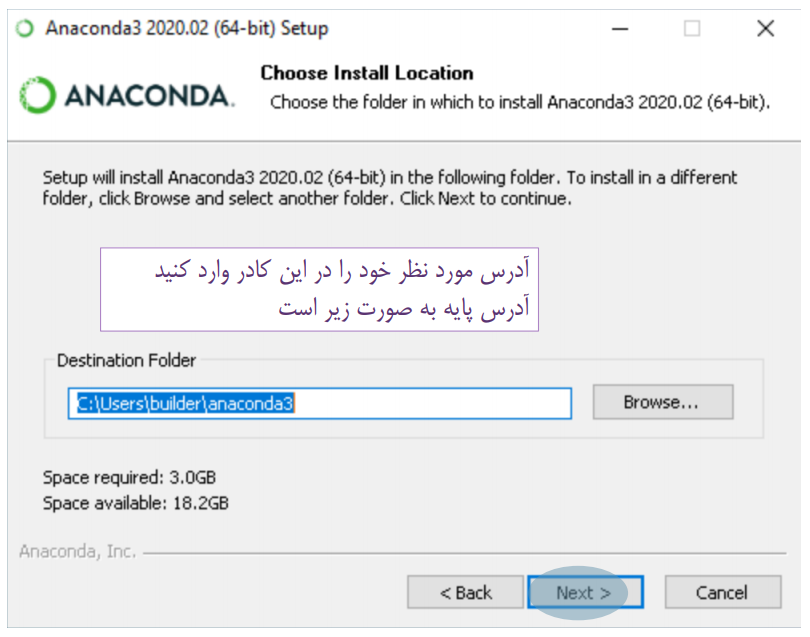 Anaconda3 2020.02 (64-bit) Setup
ANACONDA.
Choose Install Location
Choose the folder in which to install Anaconda3 2020.02 (64-bit).
Setup will install Anaconda3 2020.02 (64-bit) in the following folder. To install in a different
folder, click Browse and select another folder. Click Next to continue.
آدرس مورد نظر خود را در این کادر وارد کنید
آدرس پایه به صورت زیر است
Destination Folder
C:\Users\builder\anaconda3
Browse...
Space required: 3.0GB
Space available: 18.2GB
Anaconda, Inc.
< Back
Next >
Cancel